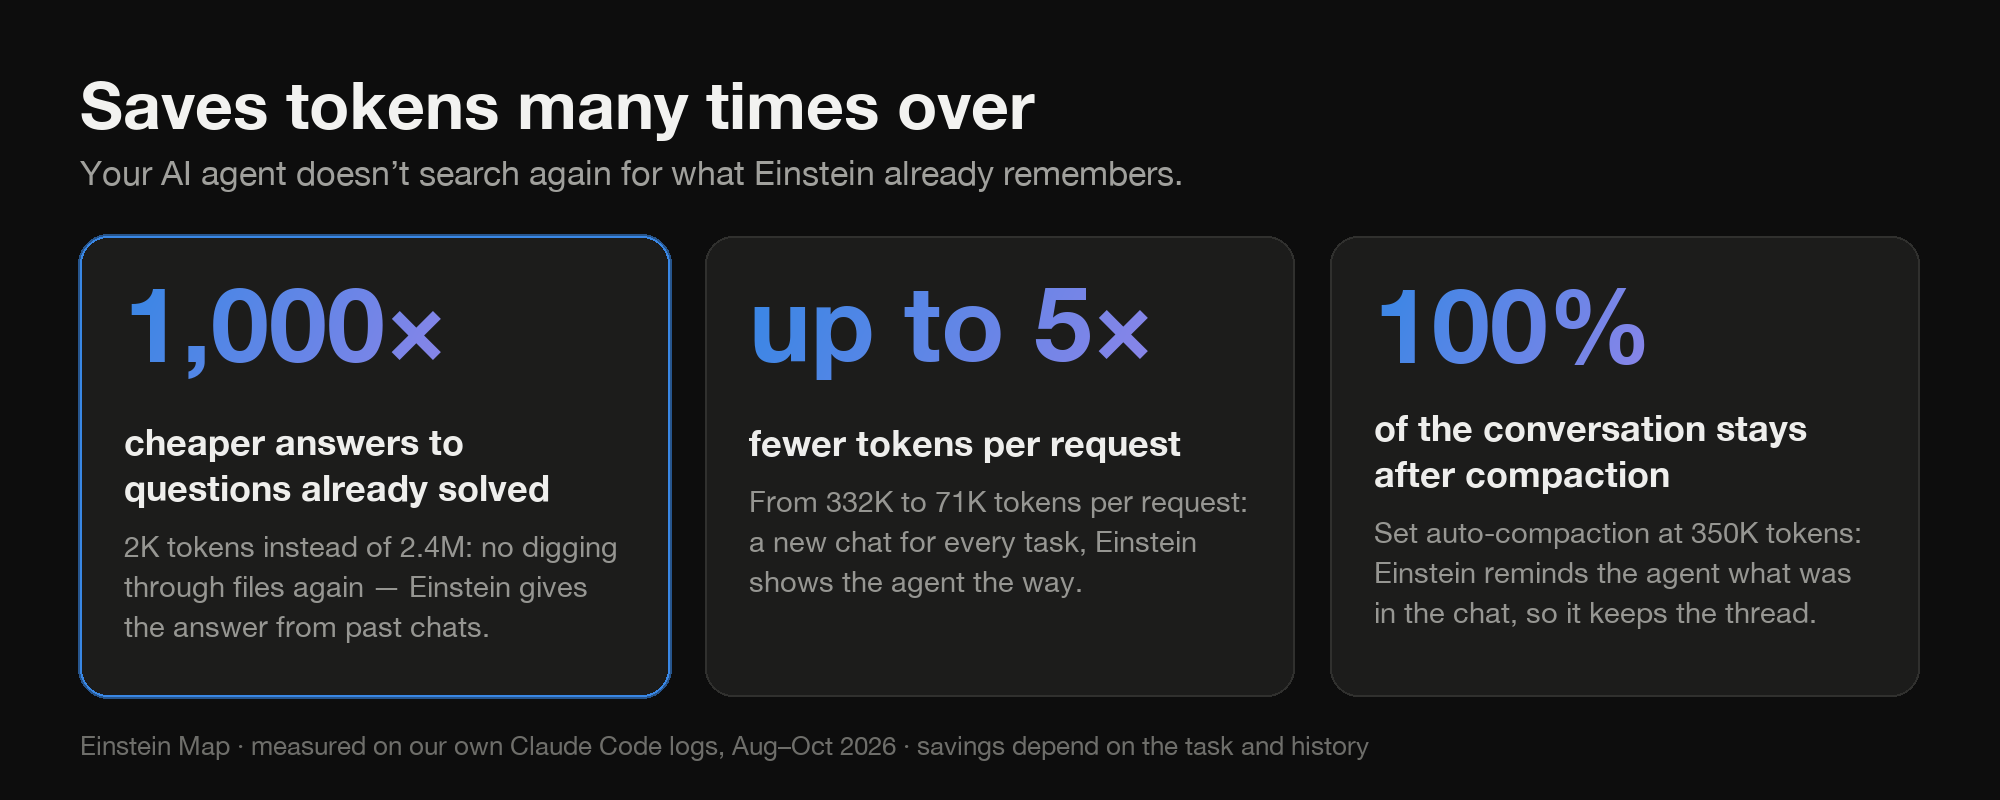 Saves tokens many times over
Your AI agent doesn’t search again for what Einstein already remembers.
1,000×
cheaper answers to
questions already solved
2K tokens instead of 2.4M: no digging
through files again — Einstein gives
the answer from past chats.
up to 5×
fewer tokens per request
From 332K to 71K tokens per request:
a new chat for every task, Einstein
shows the agent the way.
100%
of the conversation stays
after compaction
Set auto-compaction at 350K tokens:
Einstein reminds the agent what was
in the chat, so it keeps the thread.
Einstein Map · measured on our own Claude Code logs, Aug–Oct 2026 · savings depend on the task and history